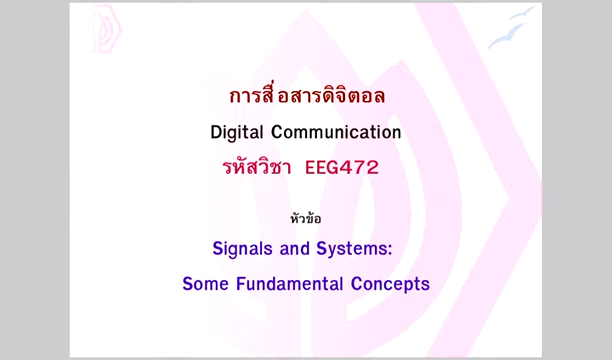 การสื่อสารดิจิตอล
Digital Communication
รหัสวิชา EEG472
หัวข้อ
Signals and Systems:
Some Fundamental Concepts